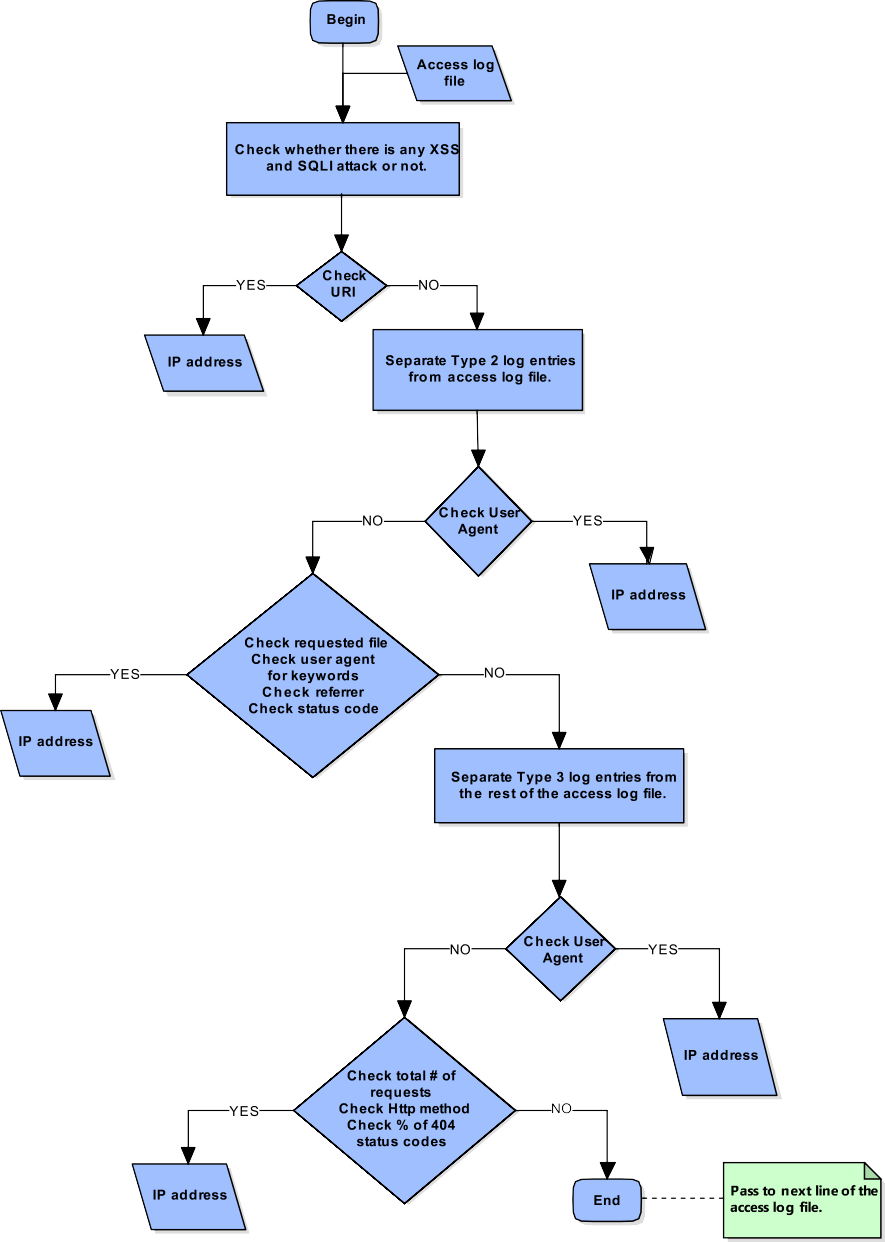 Begin
Access log
file
Check whether there is any XSS
and SQLI attack or not.
Check
URI
YES
NO
IP address
Separate Type 2 log entries
from access log file.
Check User
Agent
NO
YES
IP address
Check requested file
Check user agent
for keywords
Check referrer
Check status code
YES
NO
IP address
Separate Type 3 log entries from
the rest of the access log file.
Check User
Agent
NO
YES
IP address
Check total # of
requests
Check Http method
Check % of 404
status codes
YES
NO
IP address
End
Pass to next line of the
access log file.